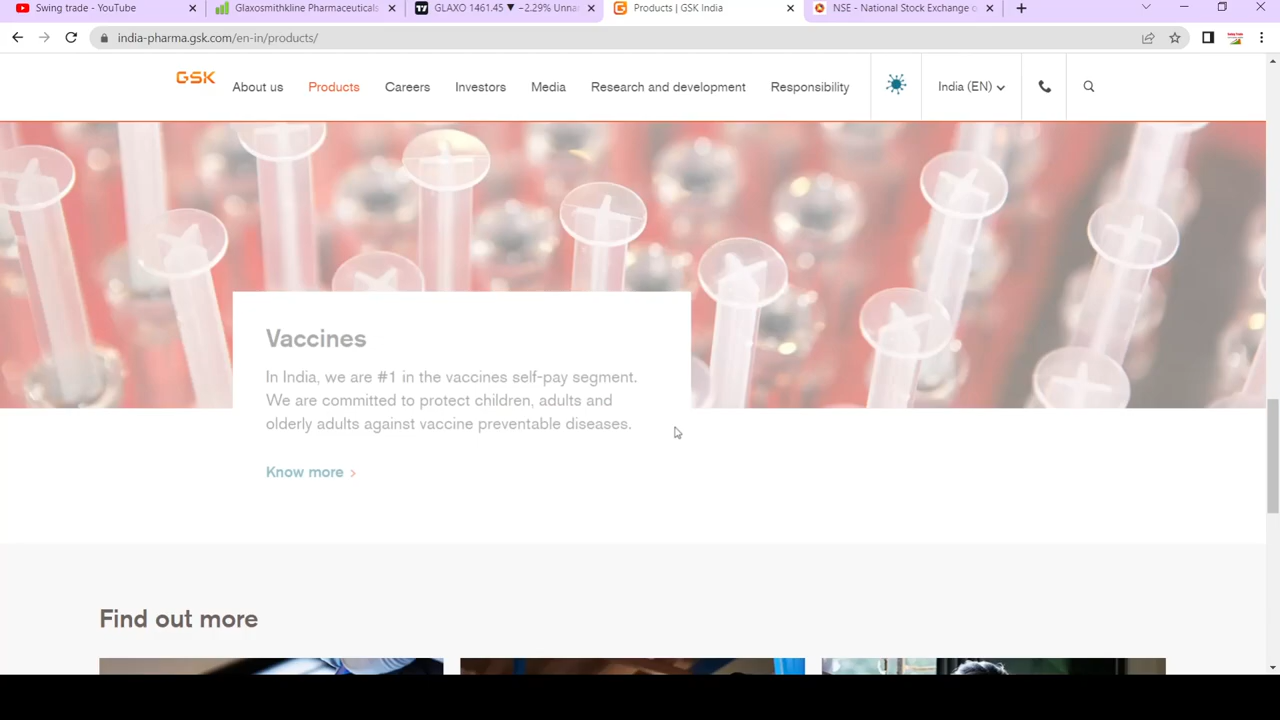 Swing trade - YouTube
Glaxosmithkline Pharmaceuticals
GLAXO 1461.45 ▼ −2.29% Unna
Products | GSK India
NSE - National Stock Exchange o
india-pharma.gsk.com/en-in/products/
GSK
About us
Products
Careers
Investors
Media
Research and development
Responsibility
India (EN)
Vaccines
In India, we are #1 in the vaccines self-pay segment.
We are committed to protect children, adults and
olderly adults against vaccine preventable diseases.
Know more
Find out more